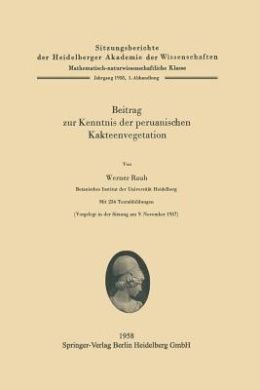 Sitzungsberichte
der Heidelberger Akademie der Wissenschaften
Mathematisch-naturwissenschaftliche Klasse
Jahrgang 1958, 1. Abhandlung
Beitrag
zur Kenntnis der peruanischen
Kakteenvegetation
Von
Werner Rauh
Botanisches Institut der Universität Heidelberg
Mit 234 Textabbildungen
(Vorgelegt in der Sitzung am 9. November 1957)
1958
Springer-Verlag Berlin Heidelberg GmbH